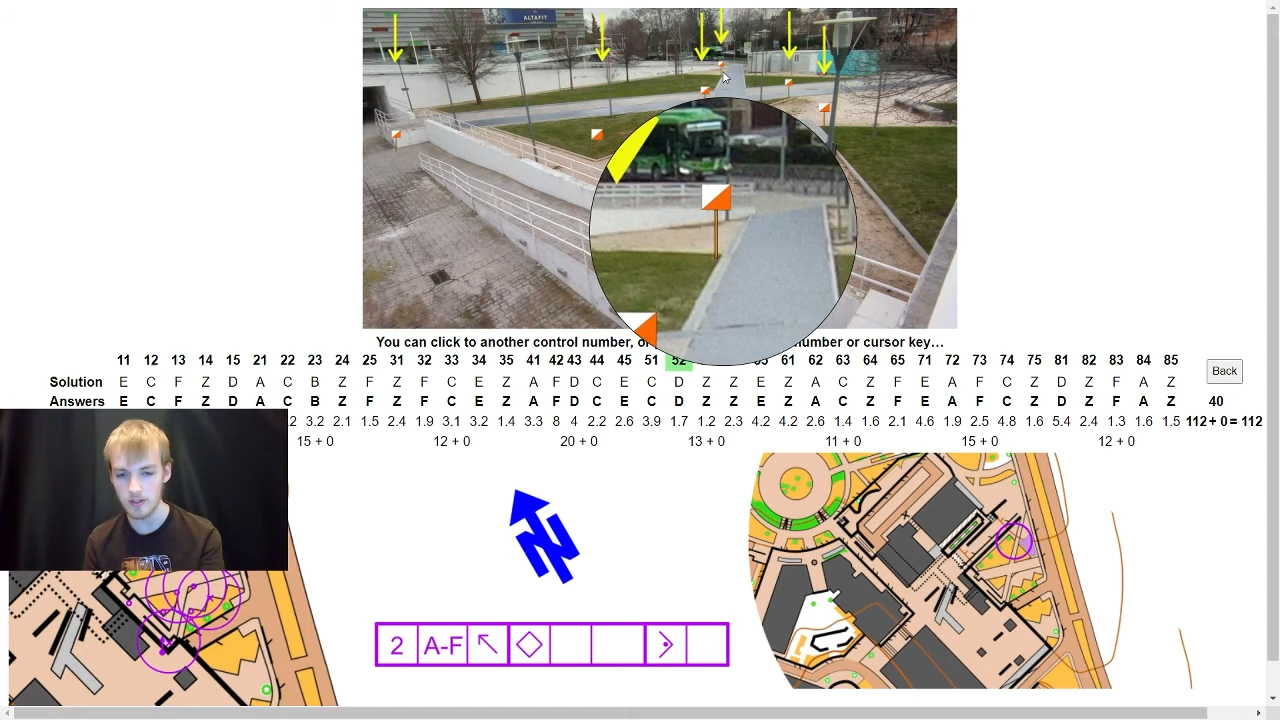 ALTAFIT
You can click to another control number, or number or cursor key…
11 12 13 14 15 21 22 23 24 25 31 32 33 34 35 41 42 43 44 45 51 52 55 61 62 63 64 65 71 72 73 74 75 81 82 83 84 85
Back
Solution E C F Z D A C B Z F Z F C E Z A F D C E C D Z Z E Z A C Z F E A F C Z D Z F A Z
Answers E C F Z D A C B Z F Z F C E Z A F D C E C D Z Z E Z A C Z F E A F C Z D Z F A Z 40
2 3.2 2.1 1.5 2.4 1.9 3.1 3.2 1.4 3.3 8 4 2.2 2.6 3.9 1.7 1.2 2.3 4.2 4.2 2.6 1.4 1.6 2.1 4.6 1.9 2.5 4.8 1.6 5.4 2.4 1.3 1.6 1.5 112 + 0 = 112
15 + 0 12 + 0 20 + 0 13 + 0 11 + 0 15 + 0 12 + 0
N
2 A-F